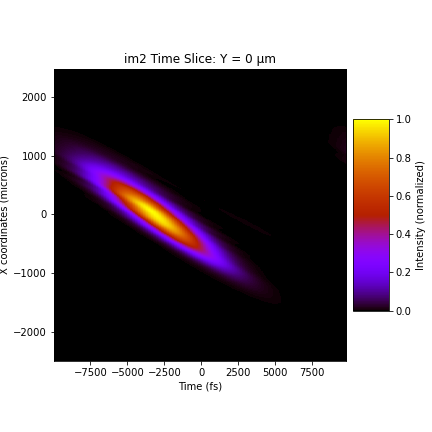 im2 Time Slice: Y = 0 μm
2000
1000
0
−1000
−2000
X coordinates (microns)
−7500 −5000 −2500 0 2500 5000 7500
Time (fs)
1.0
0.8
0.6
0.4
0.2
0.0
Intensity (normalized)